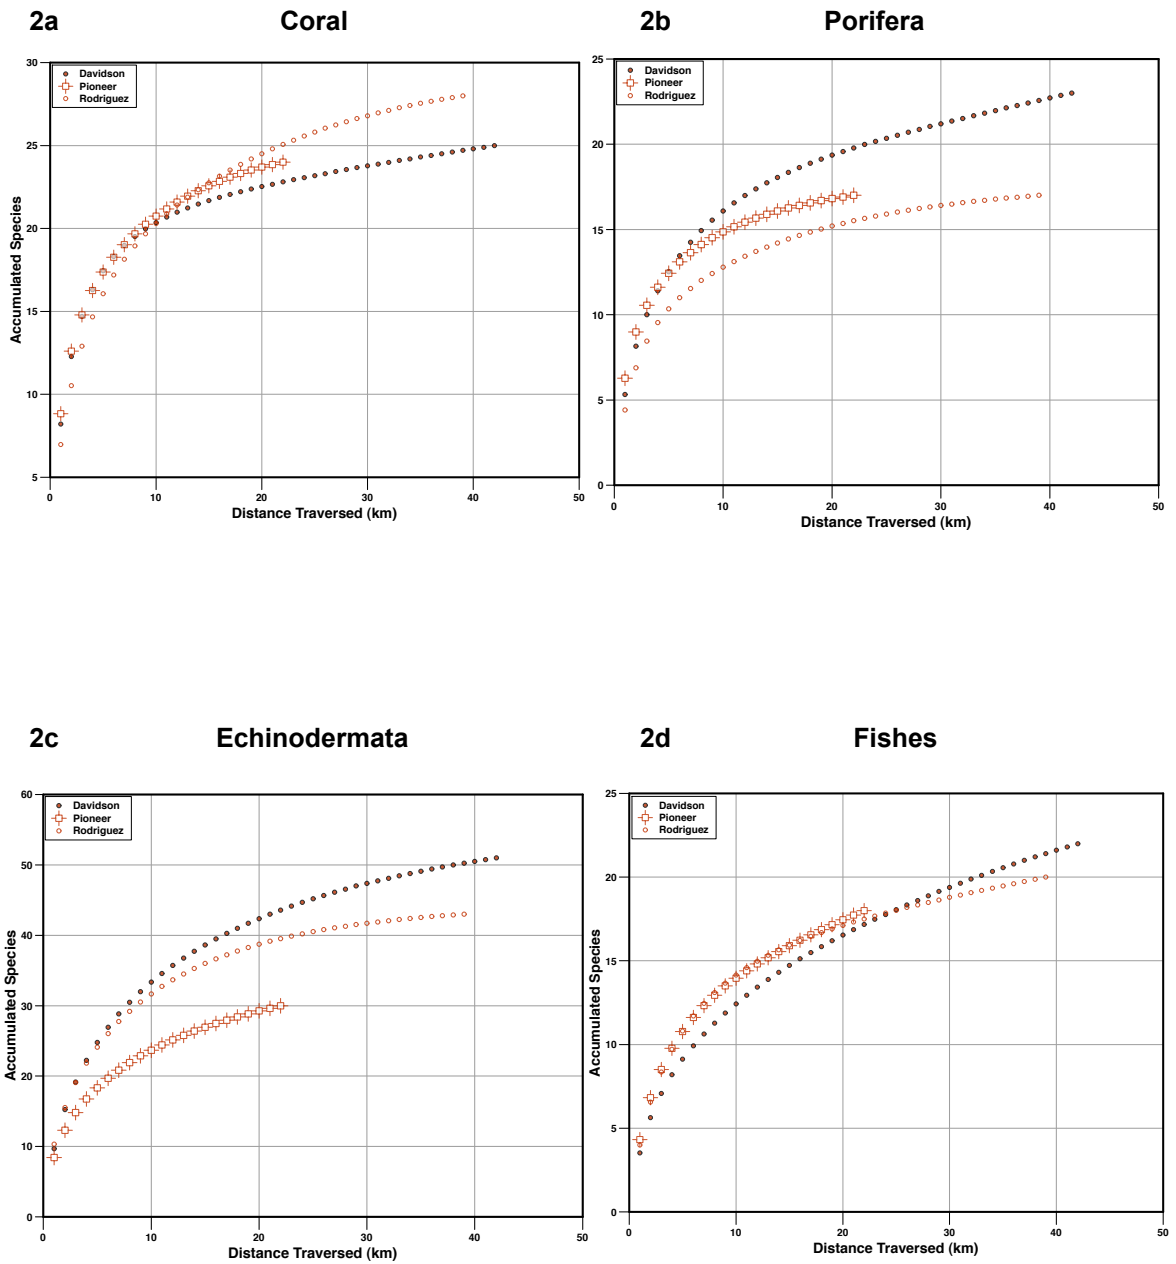 2a Coral
Davidson
Pioneer
Rodriguez
30
25
20
15
10
5
0 10 20 30 40 50
Accumulated Species
Distance Traversed (km)
2b Porifera
Davidson
Pioneer
Rodriguez
25
20
15
10
5
0
0 10 20 30 40 50
Distance Traversed (km)
2c Echinodermata
Davidson
Pioneer
Rodriguez
60
50
40
30
20
10
0
0 10 20 30 40 50
Accumulated Species
Distance Traversed (km)
2d Fishes
Davidson
Pioneer
Rodriguez
25
20
15
10
5
0
0 10 20 30 40 50
Accumulated Species
Distance Traversed (km)